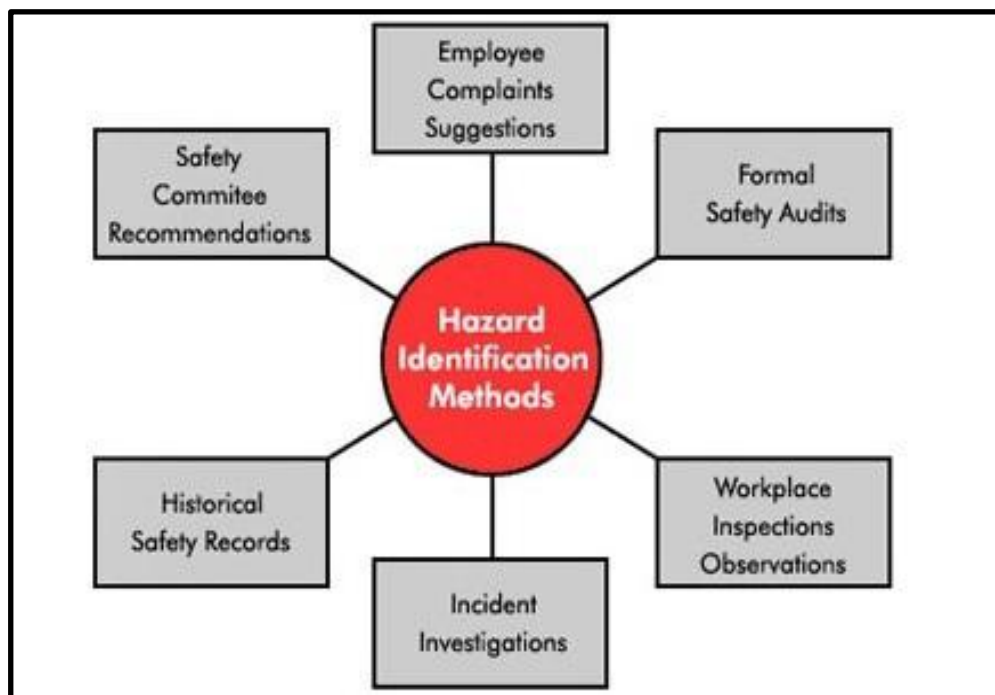 Employee
Complaints
Suggestions
Safety
Commitee
Recommendations
Formal
Safety Audits
Hazard
Identification
Methods
Historical
Safety Records
Workplace
Inspections
Observations
Incident
Investigations